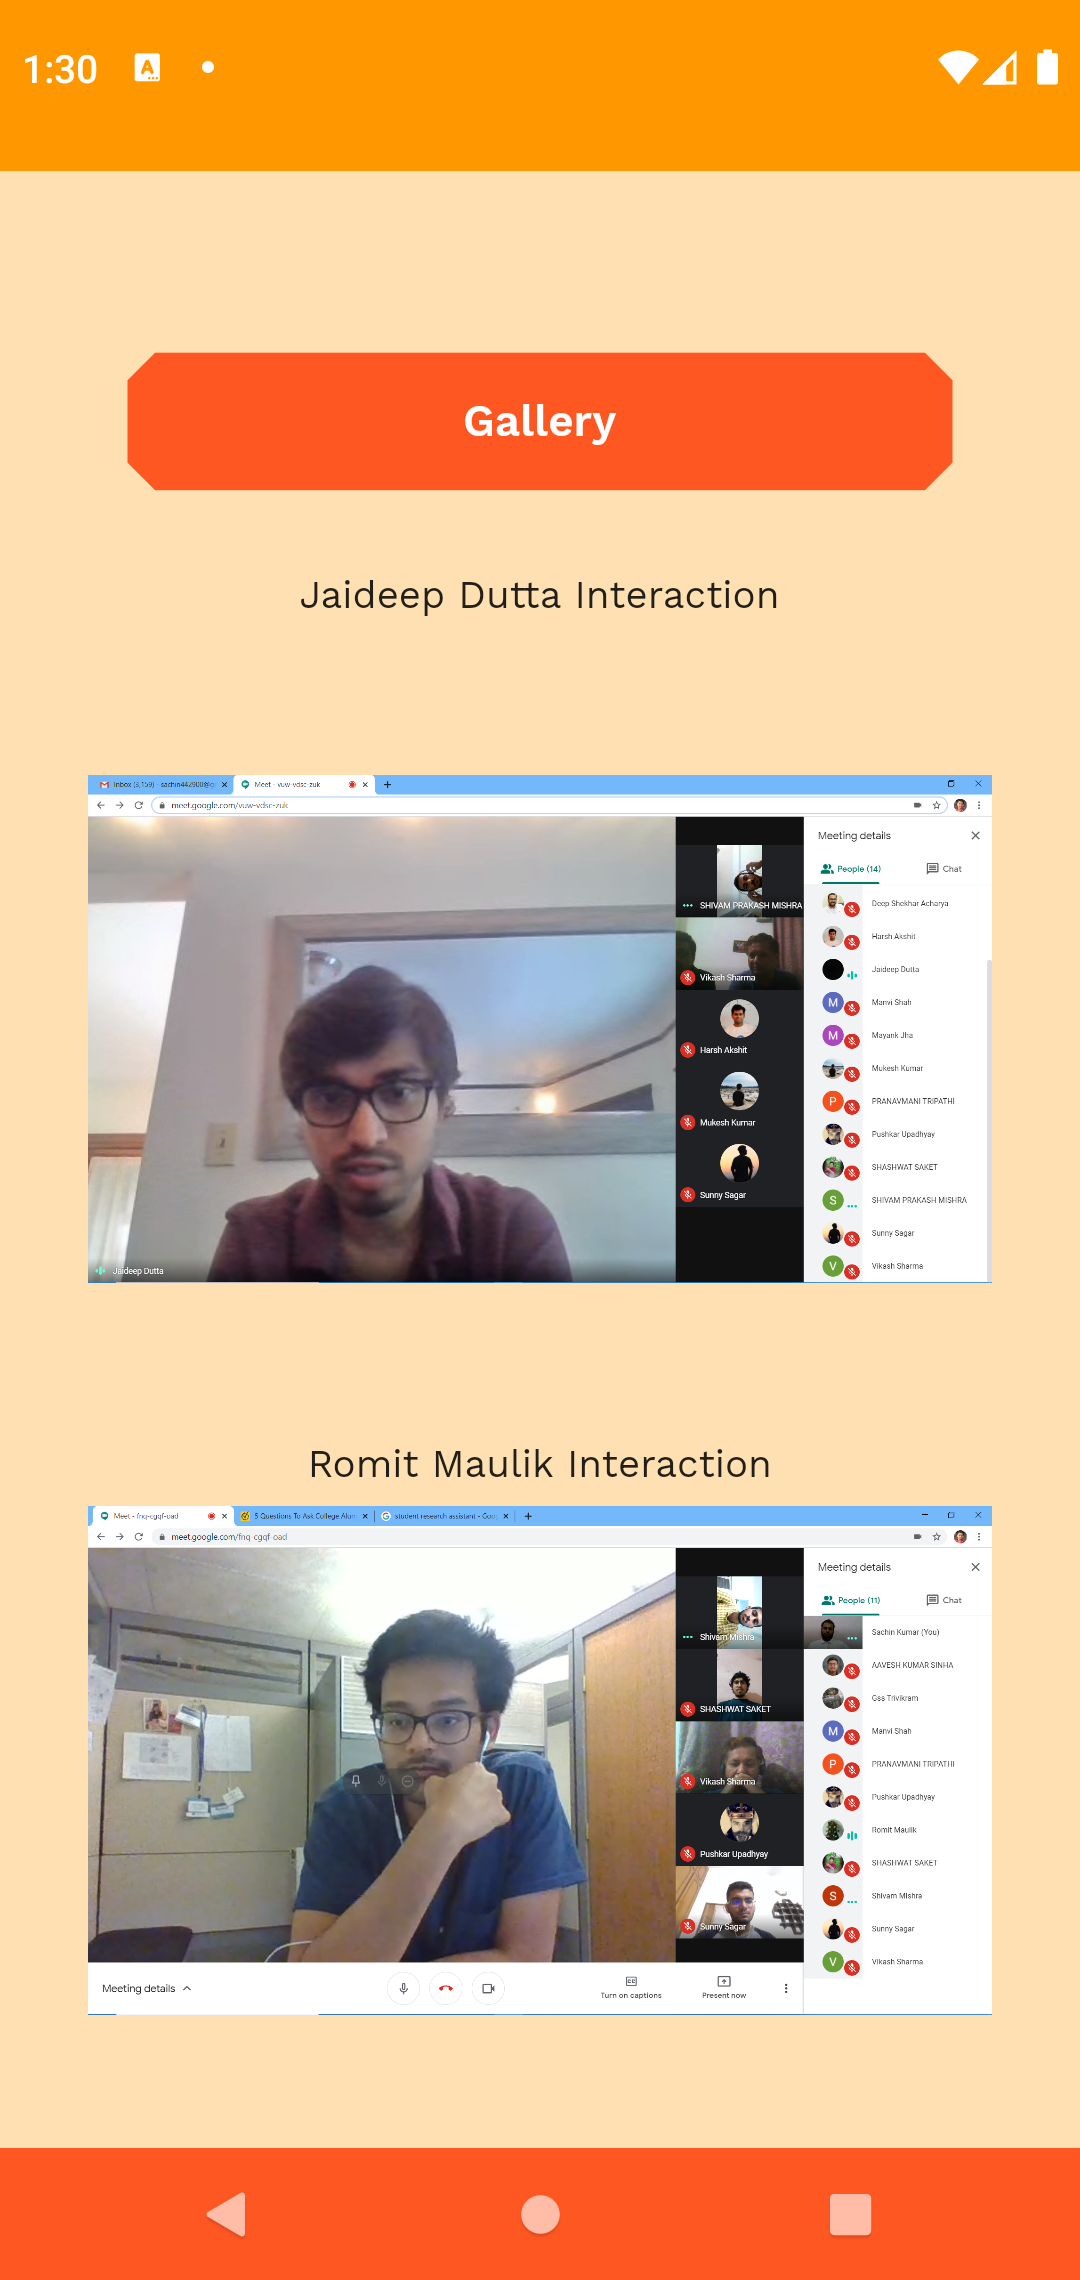 1:30
Gallery
Jaideep Dutta Interaction
Inbox (3,159) - sachin442900@g
Meet - vuw-vdsc-zuk
meet.google.com/vuw-vdsc-zuk
Meeting details
People (14)
Chat
SHIVAM PRAKASH MISHRA
Vikash Sharma
Harsh Akshit
Mukesh Kumar
Sunny Sagar
Jaideep Dutta
Deep Shekhar Acharya
Harsh Akshit
Jaideep Dutta
M Manvi Shah
M Mayank Jha
Mukesh Kumar
P PRANAVMANI TRIPATHI
Pushkar Upadhyay
SHASHWAT SAKET
S SHIVAM PRAKASH MISHRA
Sunny Sagar
V Vikash Sharma
Romit Maulik Interaction
Meet - fnq-cgqf-oad
5 Questions To Ask College Alum
student research assistant - Goo
meet.google.com/fnq-cgqf-oad
Meeting details
People (11)
Chat
Shivam Mishra
SHASHWAT SAKET
Vikash Sharma
Pushkar Upadhyay
Sunny Sagar
Sachin Kumar (You)
AAVESH KUMAR SINHA
Gss Trivikram
M Manvi Shah
P PRANAVMANI TRIPATHI
Pushkar Upadhyay
Romit Maulik
SHASHWAT SAKET
S Shivam Mishra
Sunny Sagar
V Vikash Sharma
Meeting details
Turn on captions
Present now